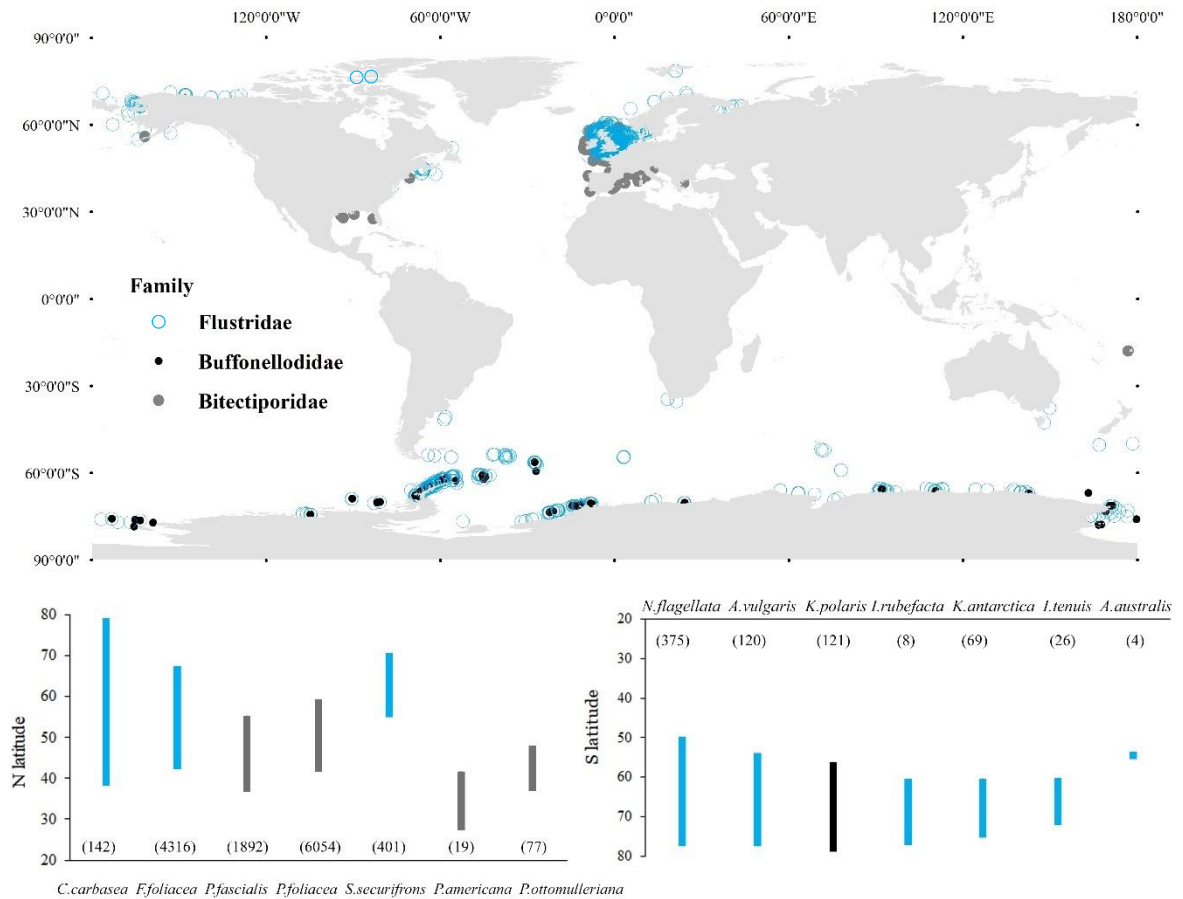 120°0'0"W 60°0'0"W 0°0'0" 60°0'0"E 120°0'0"E 180°0'0"
90°0'0"
60°0'0"N
30°0'0"N
0°0'0"
30°0'0"S
60°0'0"S
90°0'0"
Family
Flustridae
Buffonellodidae
Bitectiporidae
N latitude
80
70
60
50
40
30
20
(142) (4316) (1892) (6054) (401) (19) (77)
C.carbasea F.foliacea P.fascialis P.foliacea S.securifrons P.americana P.ottomulleriana
N.flagellata A.vulgaris K.polaris I.rubefacta K.antarctica I.tenuis A.australis
(375) (120) (121) (8) (69) (26) (4)
S latitude
20
30
40
50
60
70
80